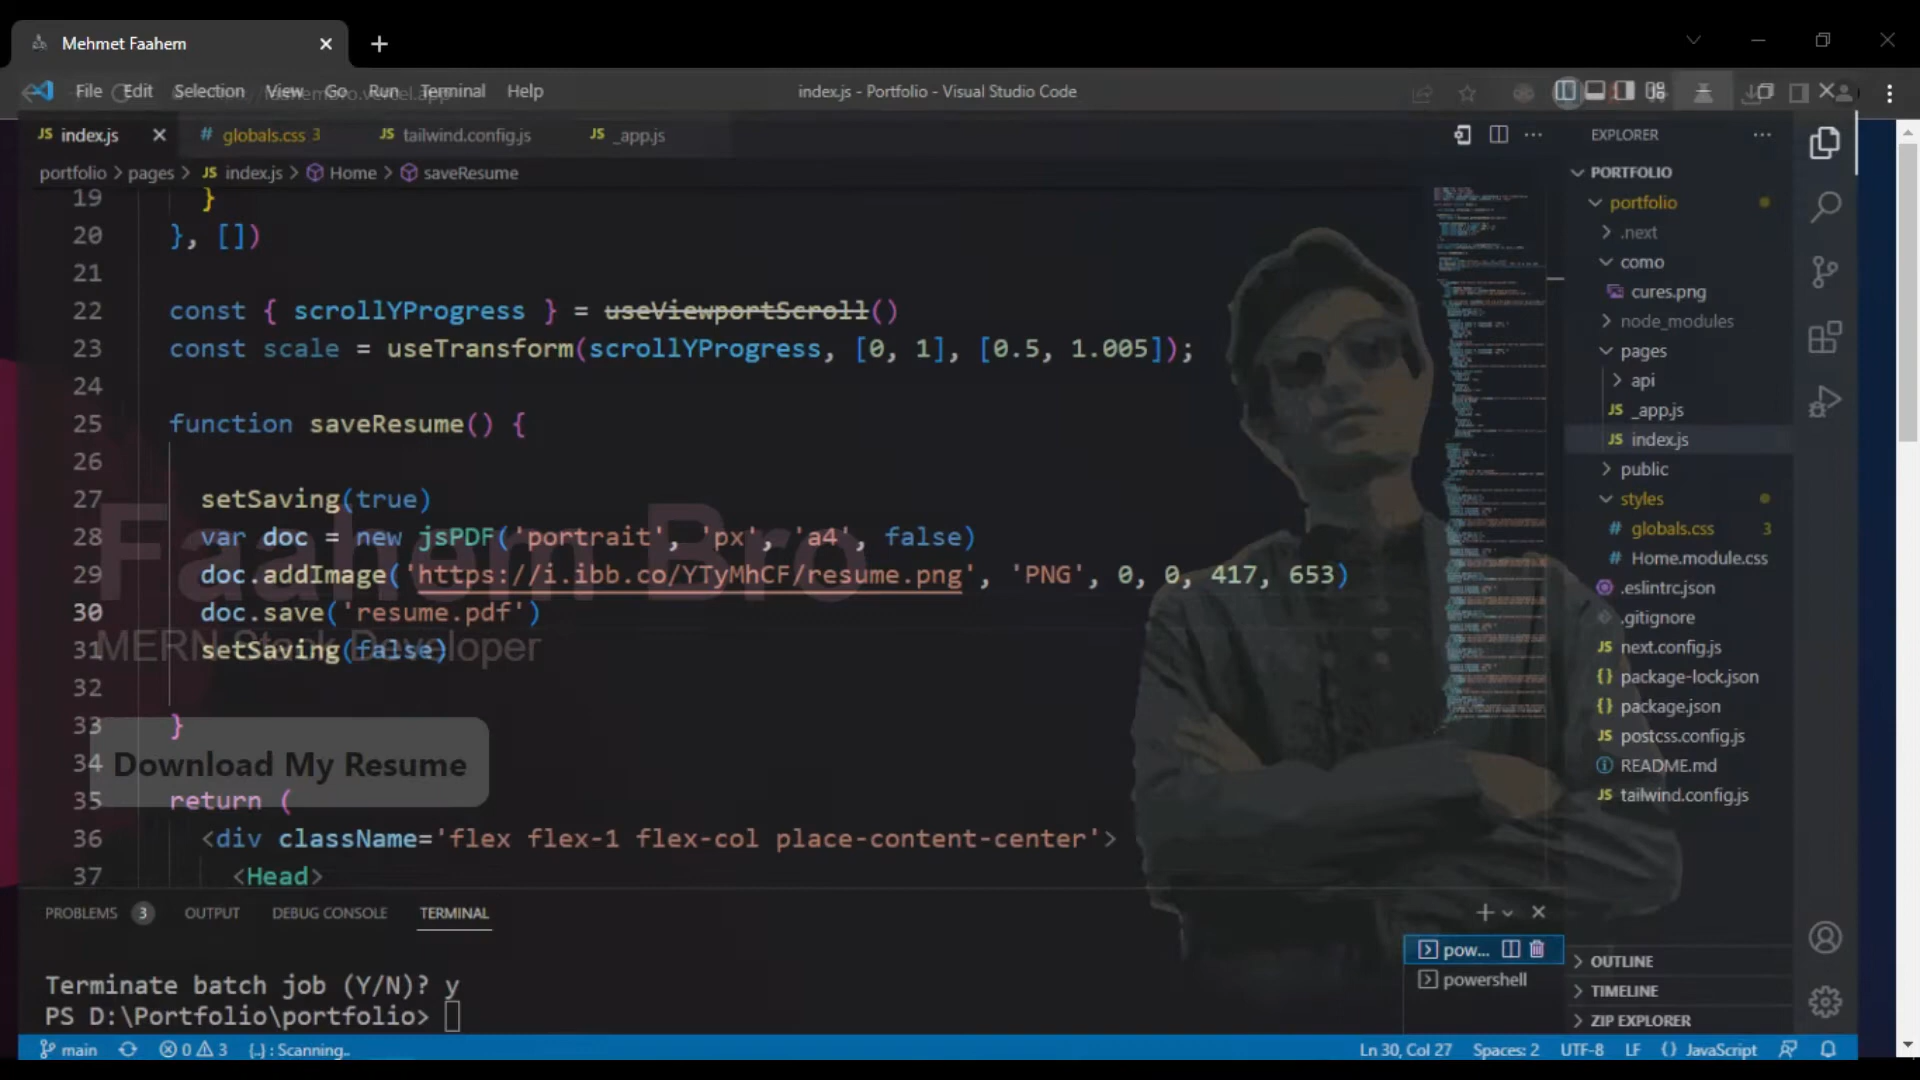 Mehmet Faahem
File Edit Selection View Go Run Terminal Help
index.js - Portfolio - Visual Studio Code
JS index.js
# globals.css 3
JS tailwind.config.js
JS _app.js
portfolio > pages > JS index.js > Home > saveResume
19 }
20 }, [])
21
22 const { scrollYProgress } = useViewportScroll()
23 const scale = useTransform(scrollYProgress, [0, 1], [0.5, 1.005]);
24
25 function saveResume() {
26
27 setSaving(true)
28 var doc = new jsPDF('portrait', 'px', 'a4', false)
29 doc.addImage('https://i.ibb.co/YTyMhCF/resume.png', 'PNG', 0, 0, 417, 653)
30 doc.save('resume.pdf')
31 setSaving(false)
32
33 }
34
35 return (
36 <div className='flex flex-1 flex-col place-content-center'>
37 <Head>
Faahem Bro
MERN Stack Developer
Download My Resume
EXPLORER
PORTFOLIO
portfolio
.next
como
cures.png
node_modules
pages
api
JS _app.js
JS index.js
public
styles
# globals.css 3
# Home.module.css
.eslintrc.json
.gitignore
JS next.config.js
{} package-lock.json
{} package.json
JS postcss.config.js
README.md
JS tailwind.config.js
OUTLINE
TIMELINE
ZIP EXPLORER
PROBLEMS 3 OUTPUT DEBUG CONSOLE TERMINAL
Terminate batch job (Y/N)? y
PS D:\Portfolio\portfolio>
pow...
powershell
main 0 3 {..} : Scanning..
Ln 30, Col 27 Spaces: 2 UTF-8 LF {} JavaScript